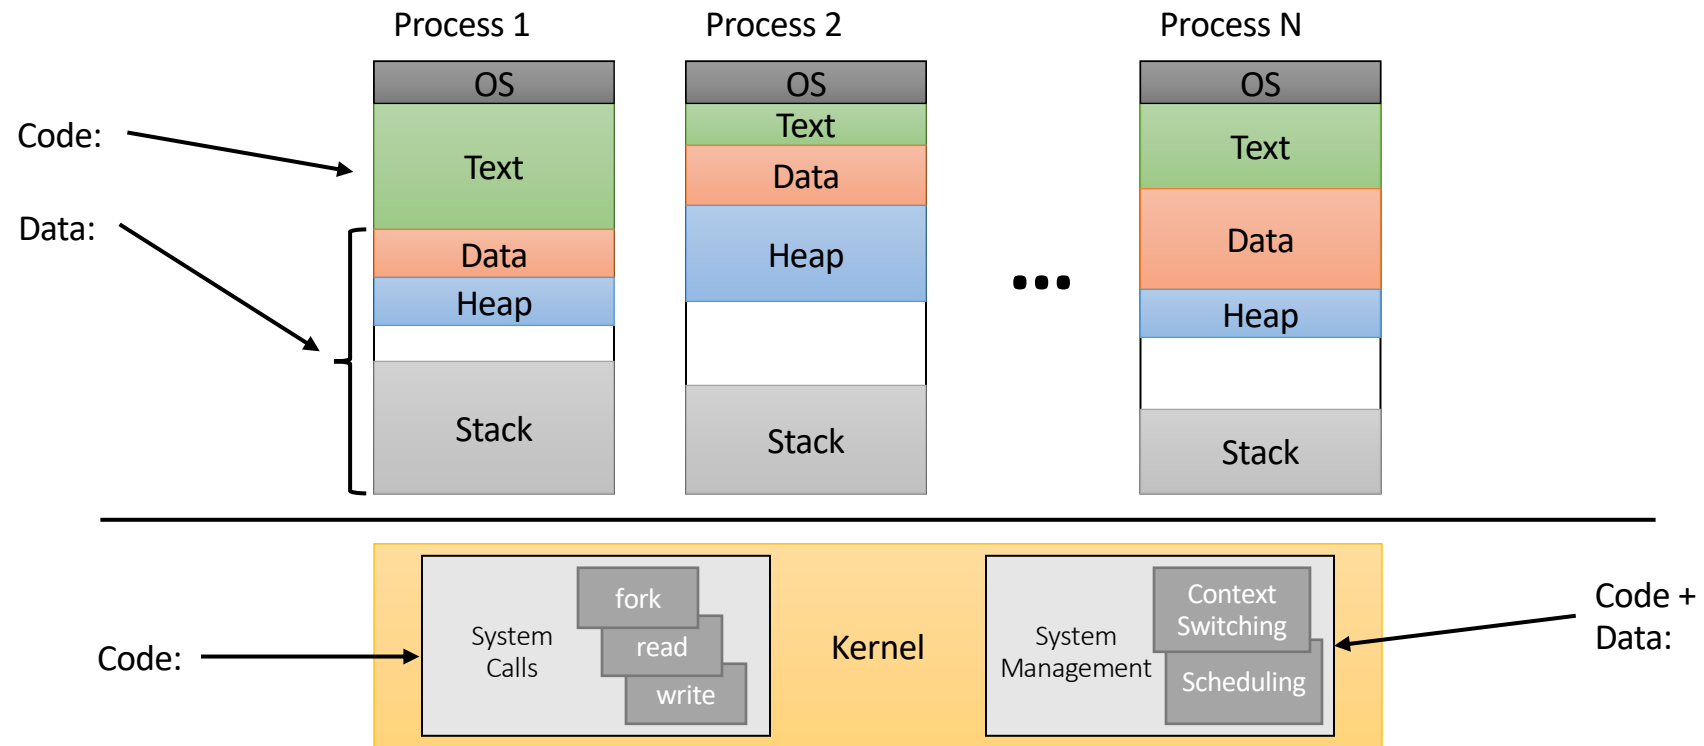 Process 1
Process 2
Process N
OS
OS
OS
Code:
Text
Text
Text
Data:
Data
Data
Data
Heap
Heap
Heap
...
Stack
Stack
Stack
Code:
System
Calls
fork
read
write
Kernel
System
Management
Context
Switching
Scheduling
Code +
Data: